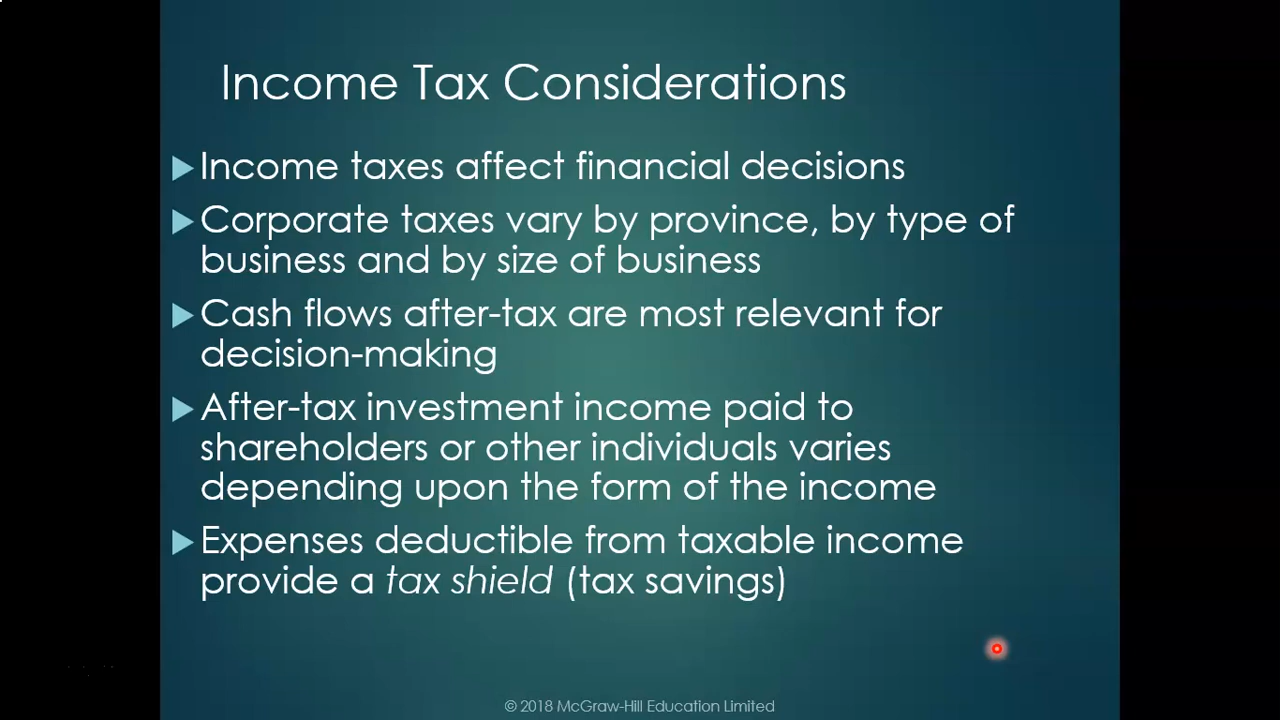 Income Tax Considerations
Income taxes affect financial decisions
Corporate taxes vary by province, by type of
business and by size of business
Cash flows after-tax are most relevant for
decision-making
After-tax investment income paid to
shareholders or other individuals varies
depending upon the form of the income
Expenses deductible from taxable income
provide a tax shield (tax savings)
© 2018 McGraw-Hill Education Limited